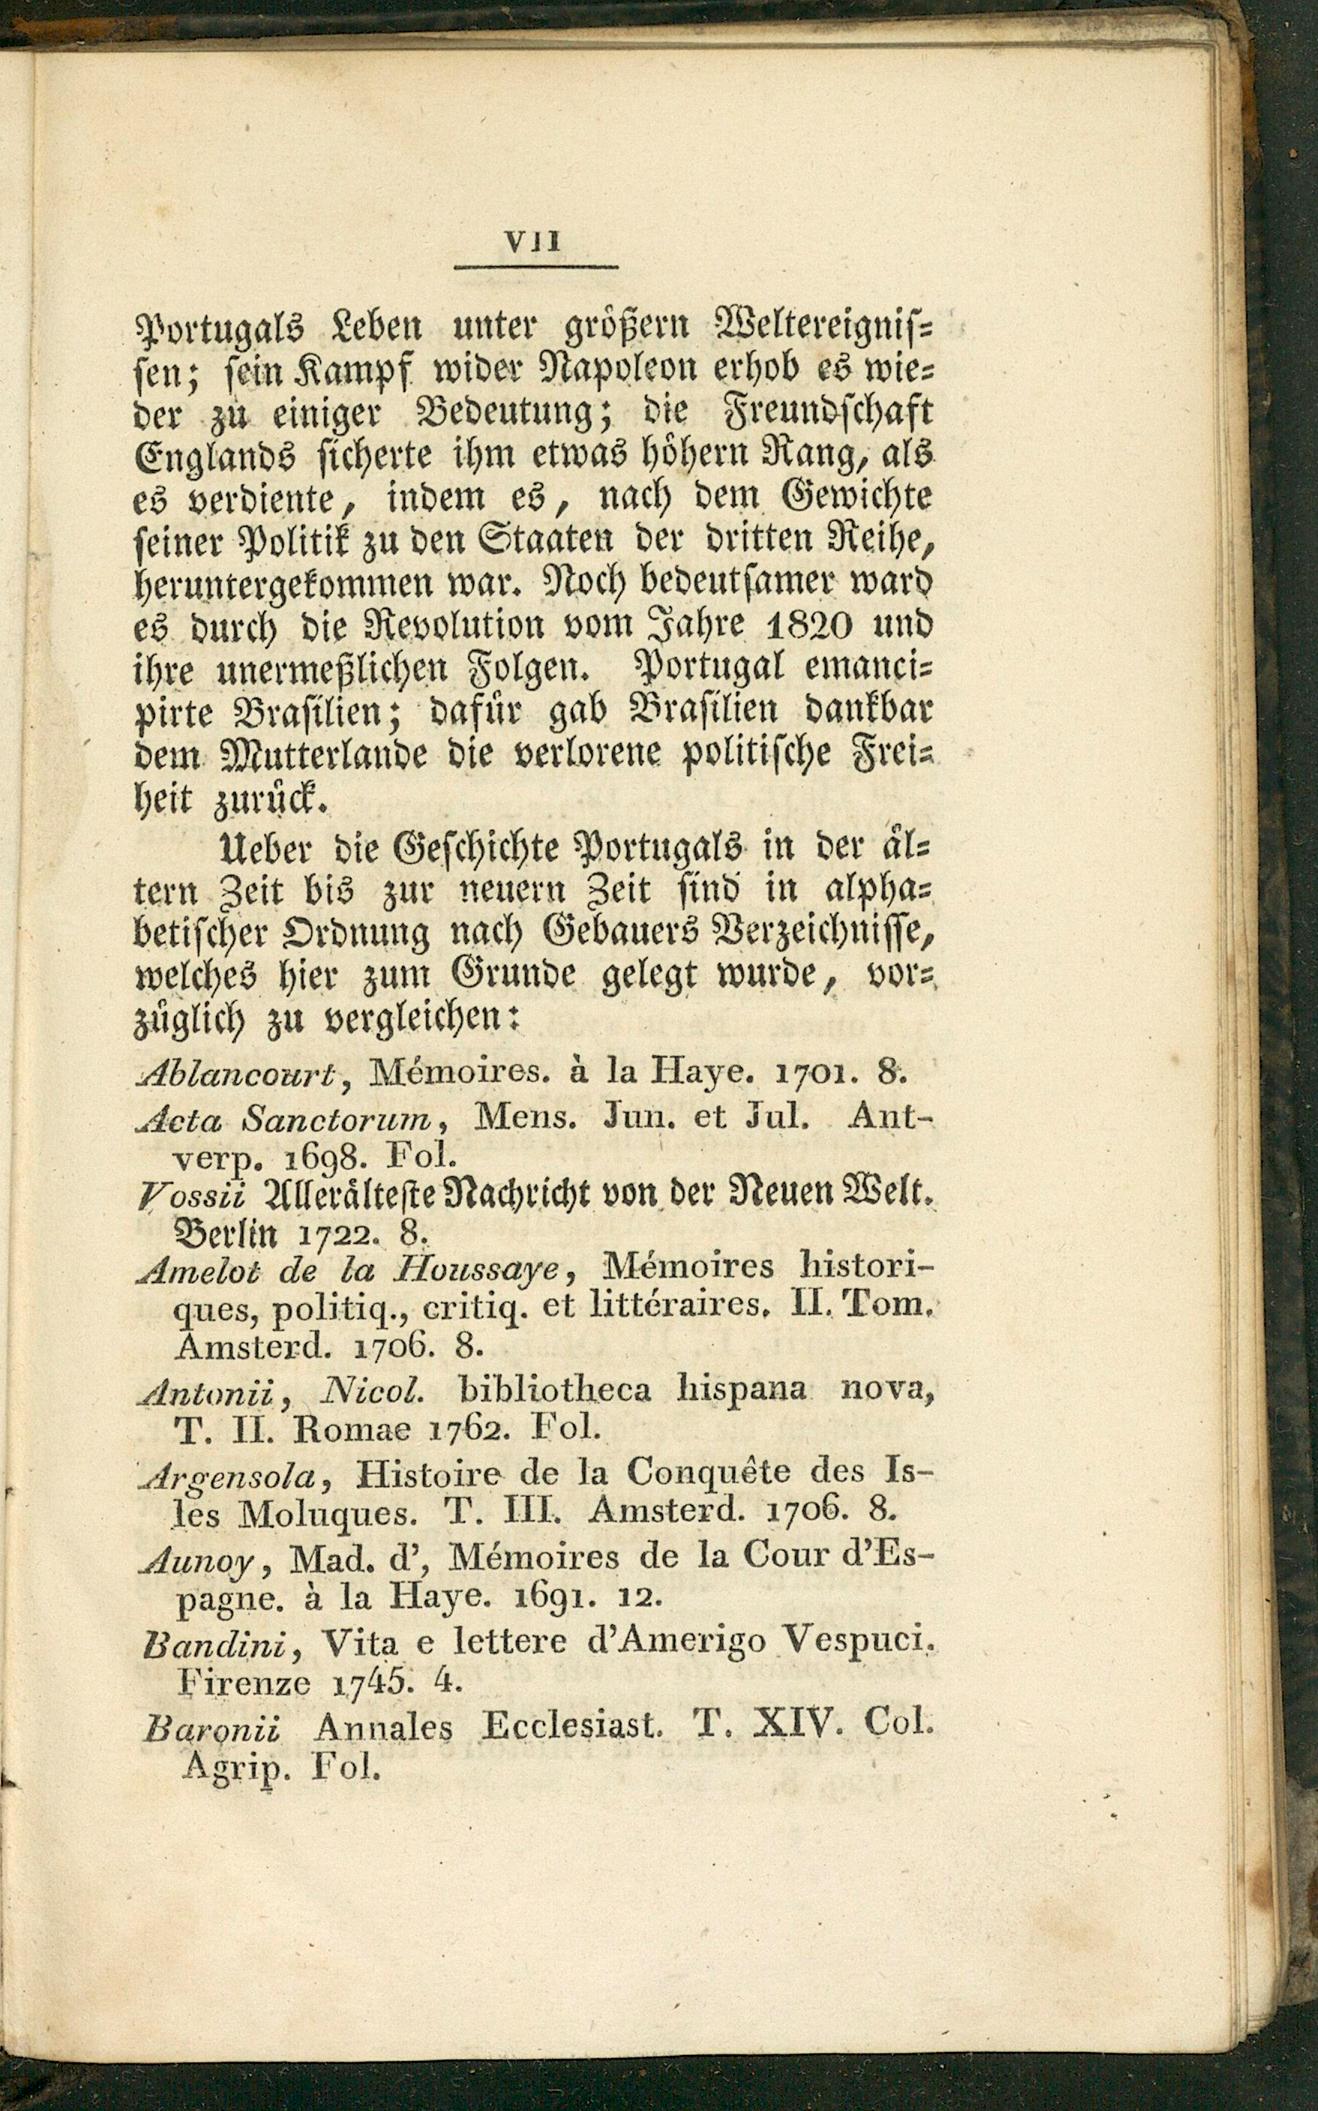 VII
Portugals Leben unter größern Weltereignis-
sen; sein Kampf wider Napoleon erhob es wie-
der zu einiger Bedeutung; die Freundschaft
Englands sicherte ihm etwas höhern Rang, als
es verdiente, indem es, nach dem Gewichte
seiner Politik zu den Staaten der dritten Reihe,
heruntergekommen war. Noch bedeutsamer ward
es durch die Revolution vom Jahre 1820 und
ihre unermeßlichen Folgen. Portugal emanci-
pirte Brasilien; dafür gab Brasilien dankbar
dem Mutterlande die verlorene politische Frei-
heit zurück.
Ueber die Geschichte Portugals in der äl-
tern Zeit bis zur neuern Zeit sind in alpha-
betischer Ordnung nach Gebauers Verzeichnisse,
welches hier zum Grunde gelegt wurde, vor-
züglich zu vergleichen:
Ablancourt, Mémoires. à la Haye. 1701. 8.
Acta Sanctorum, Mens. Jun. et Jul. Ant-
verp. 1698. Fol.
Vossii Allerälteste Nachricht von der Neuen Welt.
Berlin 1722. 8.
Amelot de la Houssaye, Mémoires histori-
ques, politiq., critiq. et littéraires. II. Tom.
Amsterd. 1706. 8.
Antonii, Nicol. bibliotheca hispana nova,
T. II. Romae 1762. Fol.
Argensola, Histoire de la Conquête des Is-
les Moluques. T. III. Amsterd. 1706. 8.
Aunoy, Mad. d', Mémoires de la Cour d'Es-
pagne. à la Haye. 1691. 12.
Bandini, Vita e lettere d'Amerigo Vespuci.
Firenze 1745. 4.
Baronii Annales Ecclesiast. T. XIV. Col.
Agrip. Fol.